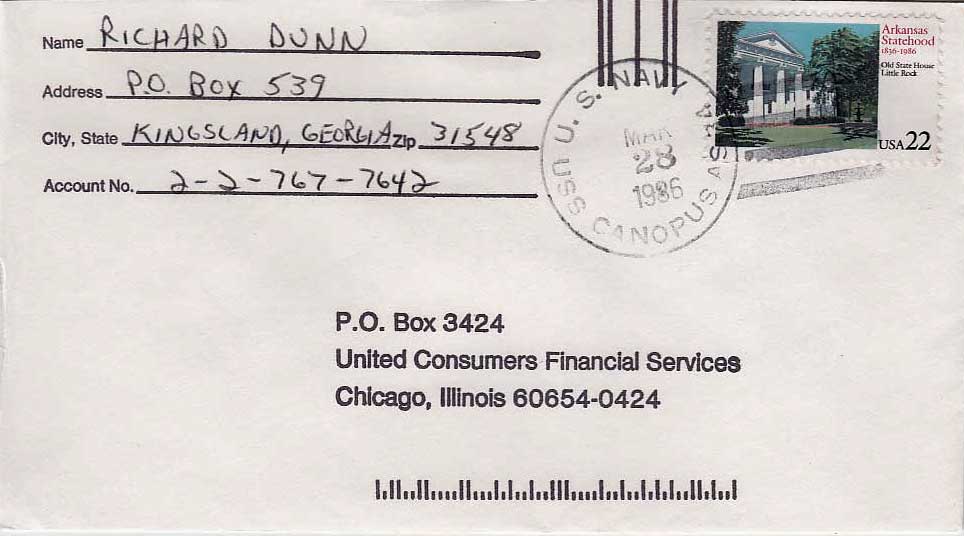 Name RICHARD DUNN
Address P.O. BOX 539
City, State KINGSLAND, GEORGIA Zip 31548
Account No. 2-2-767-7642
U. S. NAVY
MAR
28
1986
USS CANOPUS AS 34
Arkansas
Statehood
1836-1986
Old State House
Little Rock
USA 22
P.O. Box 3424
United Consumers Financial Services
Chicago, Illinois 60654-0424